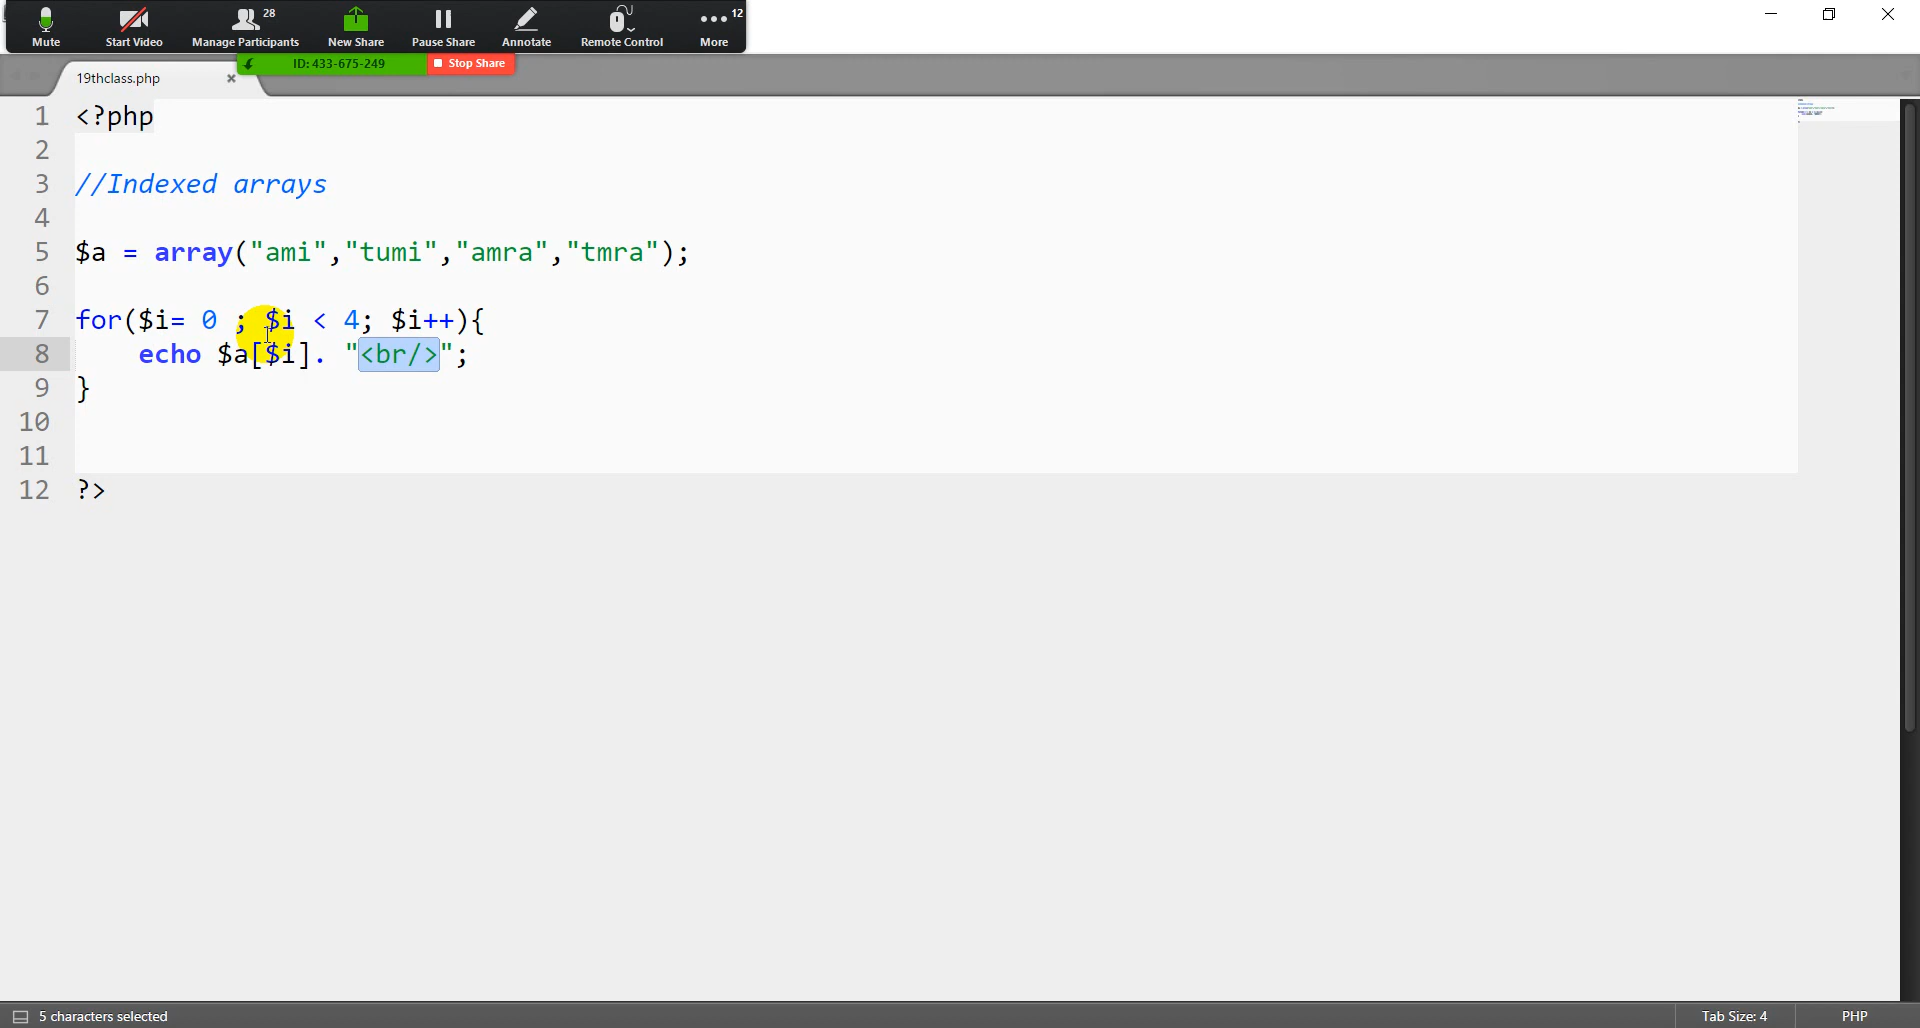 28 12
Mute Start Video Manage Participants New Share Pause Share Annotate Remote Control More
ID: 433-675-249 Stop Share
19thclass.php
1 <?php
2
3 //Indexed arrays
4
5 $a = array("ami","tumi","amra","tmra");
6
7 for($i= 0 ; $i < 4; $i++){
8     echo $a[$i]. "<br/>";
9 }
10
11
12 ?>
5 characters selected Tab Size: 4 PHP